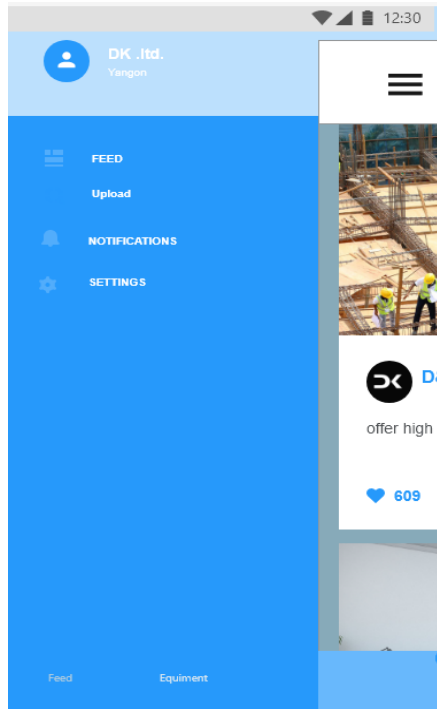 12:30
DK .ltd.
Yangon
FEED
Upload
NOTIFICATIONS
SETTINGS
offer high
609
Feed
Equiment